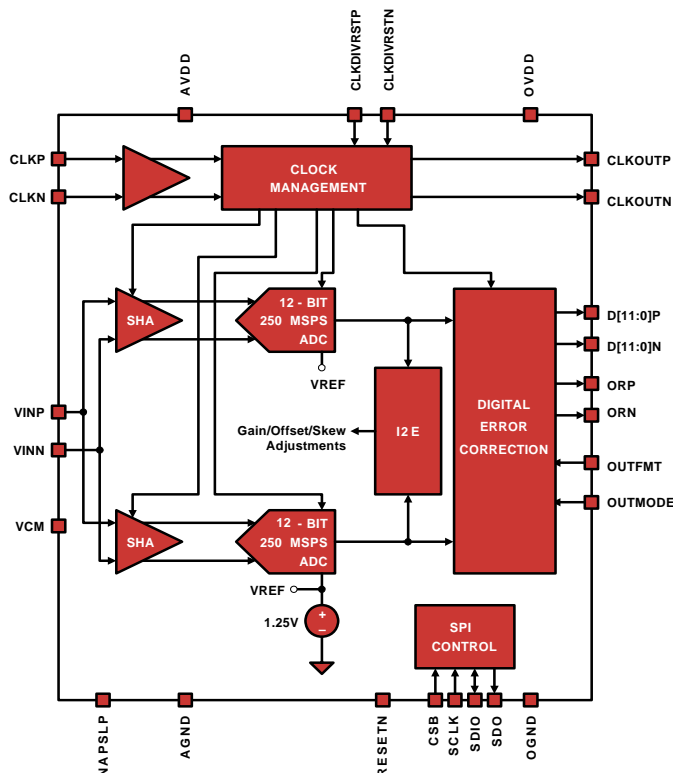 AVDD
CLKDIVRSTP
CLKDIVRSTN
OVDD
CLKP
CLKN
CLOCK
MANAGEMENT
CLKOUTP
CLKOUTN
SHA
12 - BIT
250 MSPS
ADC
VREF
D[11:0]P
D[11:0]N
ORP
ORN
OUTFMT
OUTMODE
DIGITAL
ERROR
CORRECTION
I2E
Gain/Offset/Skew
Adjustments
VINP
VINN
VCM
SHA
12 - BIT
250 MSPS
ADC
VREF
1.25V
+
–
SPI
CONTROL
NAPSLP
AGND
RESETN
CSB
SCLK
SDIO
SDO
OGND